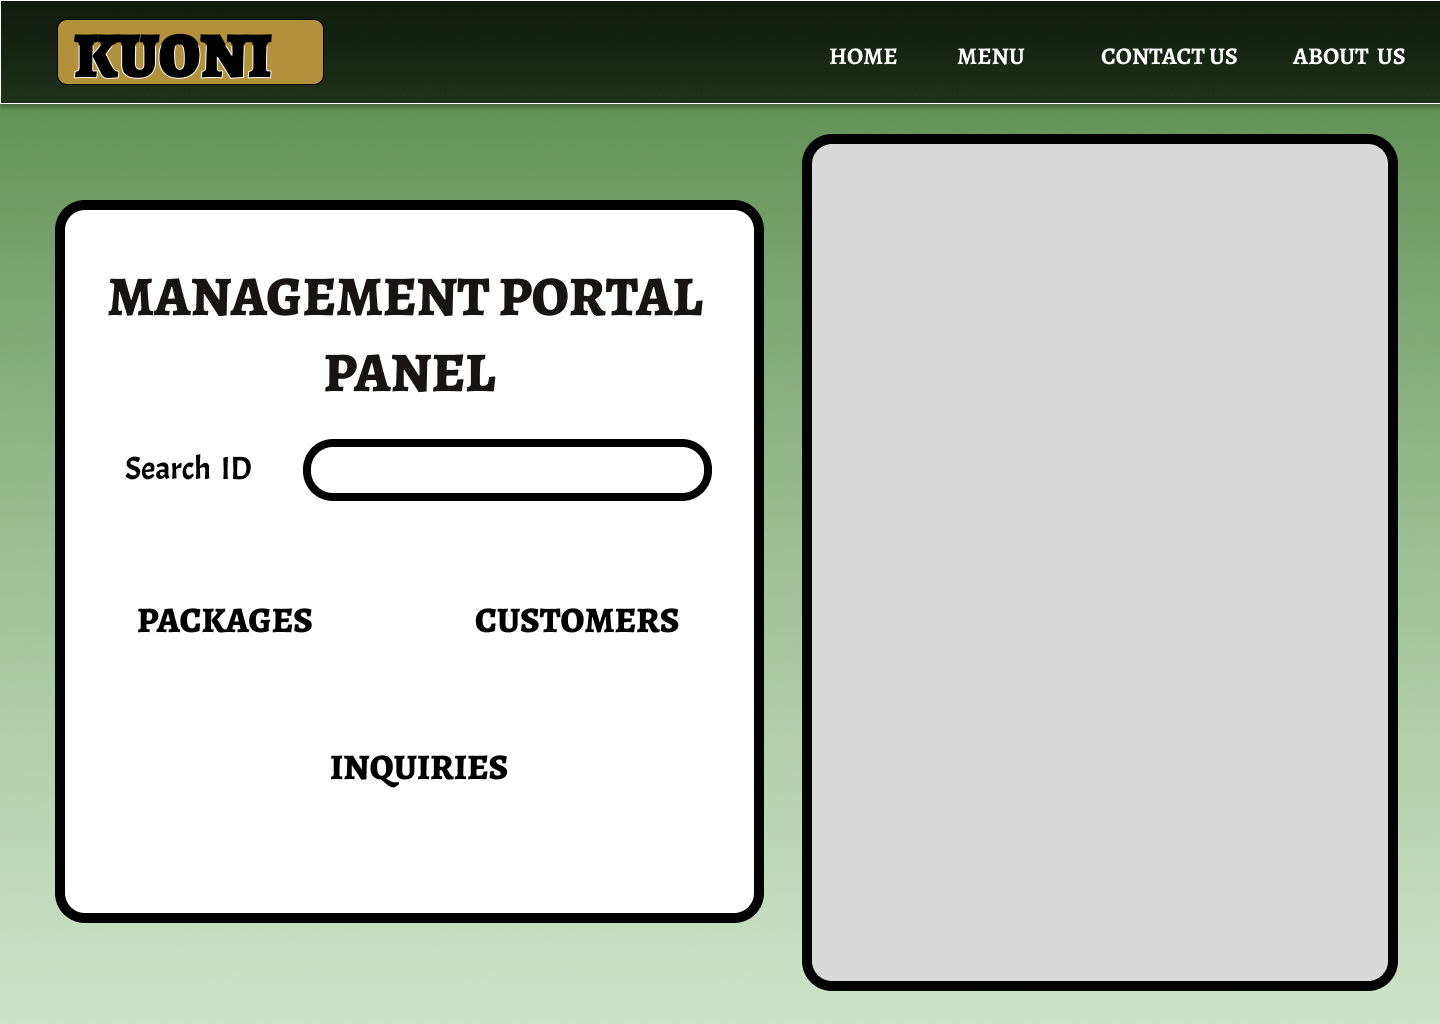 KUONI
HOME MENU CONTACT US ABOUT US
MANAGEMENT PORTAL
PANEL
Search ID
PACKAGES CUSTOMERS
INQUIRIES